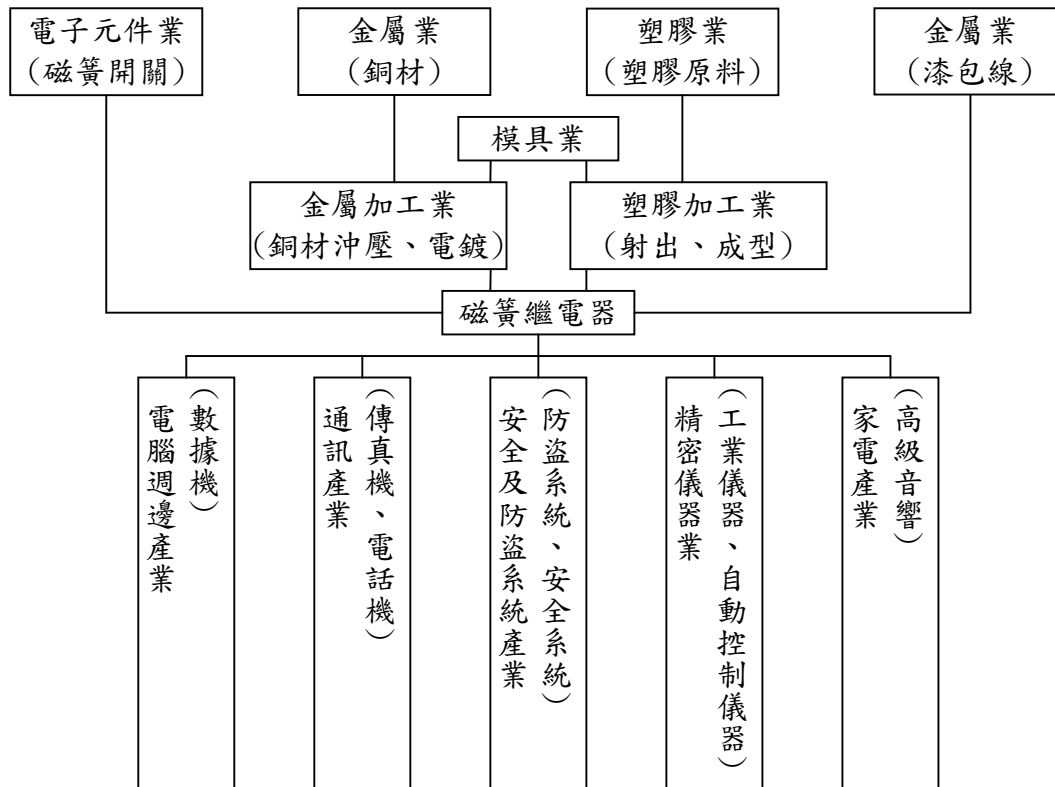 電子元件業
（磁簧開關）
金屬業
（銅材）
塑膠業
（塑膠原料）
金屬業
（漆包線）
模具業
金屬加工業
（銅材沖壓、電鍍）
塑膠加工業
（射出、成型）
磁簧繼電器
電腦週邊產業
（數據機）
通訊產業
（傳真機、電話機）
安全及防盜系統產業
（防盜系統、安全系統）
精密儀器業
（工業儀器、自動控制儀器）
家電產業
（高級音響）